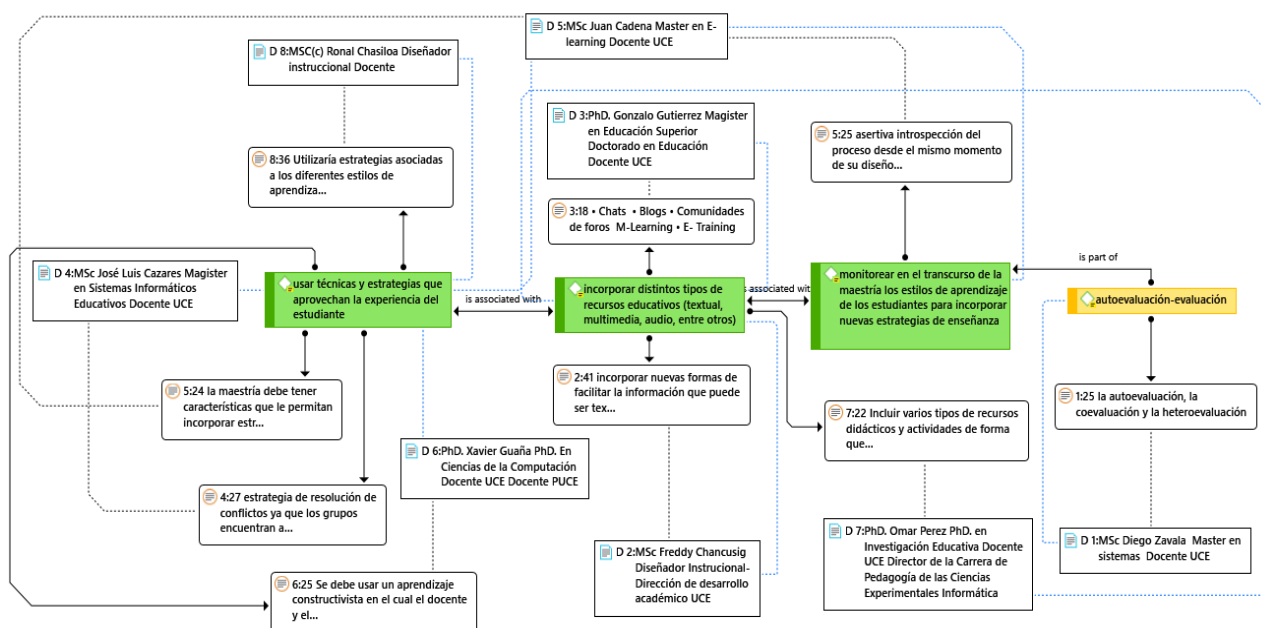 D 5:MSc Juan Cadena Master en E-
learning Docente UCE
D 8:MSC(c) Ronal Chasiloa Diseñador
instruccional Docente
D 3:PhD. Gonzalo Gutierrez Magister
en Educación Superior
Doctorado en Educación
Docente UCE
5:25 asertiva introspección del
proceso desde el mismo momento
de su diseño...
8:36 Utilizaría estrategias asociadas
a los diferentes estilos de
aprendiza...
3:18 • Chats • Blogs • Comunidades
de foros M-Learning • E- Training
D 4:MSc José Luis Cazares Magister
en Sistemas Informáticos
Educativos Docente UCE
usar técnicas y estrategias que
aprovechan la experiencia del
estudiante
is associated with
incorporar distintos tipos de
recursos educativos (textual,
multimedia, audio, entre otros)
is associated wit
monitorear en el transcurso de la
maestría los estilos de aprendizaje
de los estudiantes para incorporar
nuevas estrategias de enseñanza
is part of
autoevaluación-evaluación
5:24 la maestría debe tener
características que le permitan
incorporar estr...
2:41 incorporar nuevas formas de
facilitar la información que puede
ser tex...
7:22 Incluir varios tipos de recursos
didácticos y actividades de forma
que...
1:25 la autoevaluación, la
coevaluación y la heteroevaluación
D 6:PhD. Xavier Guaña PhD. En
Ciencias de la Computación
Docente UCE Docente PUCE
4:27 estrategia de resolución de
conflictos ya que los grupos
encuentran a...
D 2:MSc Freddy Chancusig
Diseñador Instrucional-
Dirección de desarrollo
académico UCE
D 7:PhD. Omar Perez PhD. en
Investigación Educativa Docente
UCE Director de la Carrera de
Pedagogía de las Ciencias
Experimentales Informática
D 1:MSc Diego Zavala Master en
sistemas Docente UCE
6:25 Se debe usar un aprendizaje
constructivista en el cual el docente
y el...